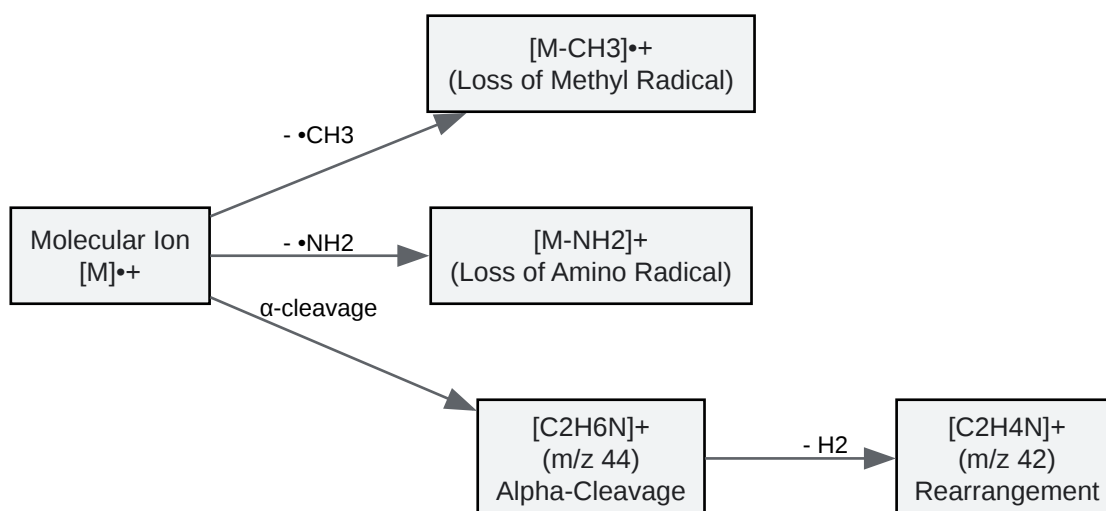 [M-CH3]•+
(Loss of Methyl Radical)
- •CH3
Molecular Ion
[M]•+
- •NH2
[M-NH2]+
(Loss of Amino Radical)
α-cleavage
[C2H6N]+
(m/z 44)
Alpha-Cleavage
- H2
[C2H4N]+
(m/z 42)
Rearrangement